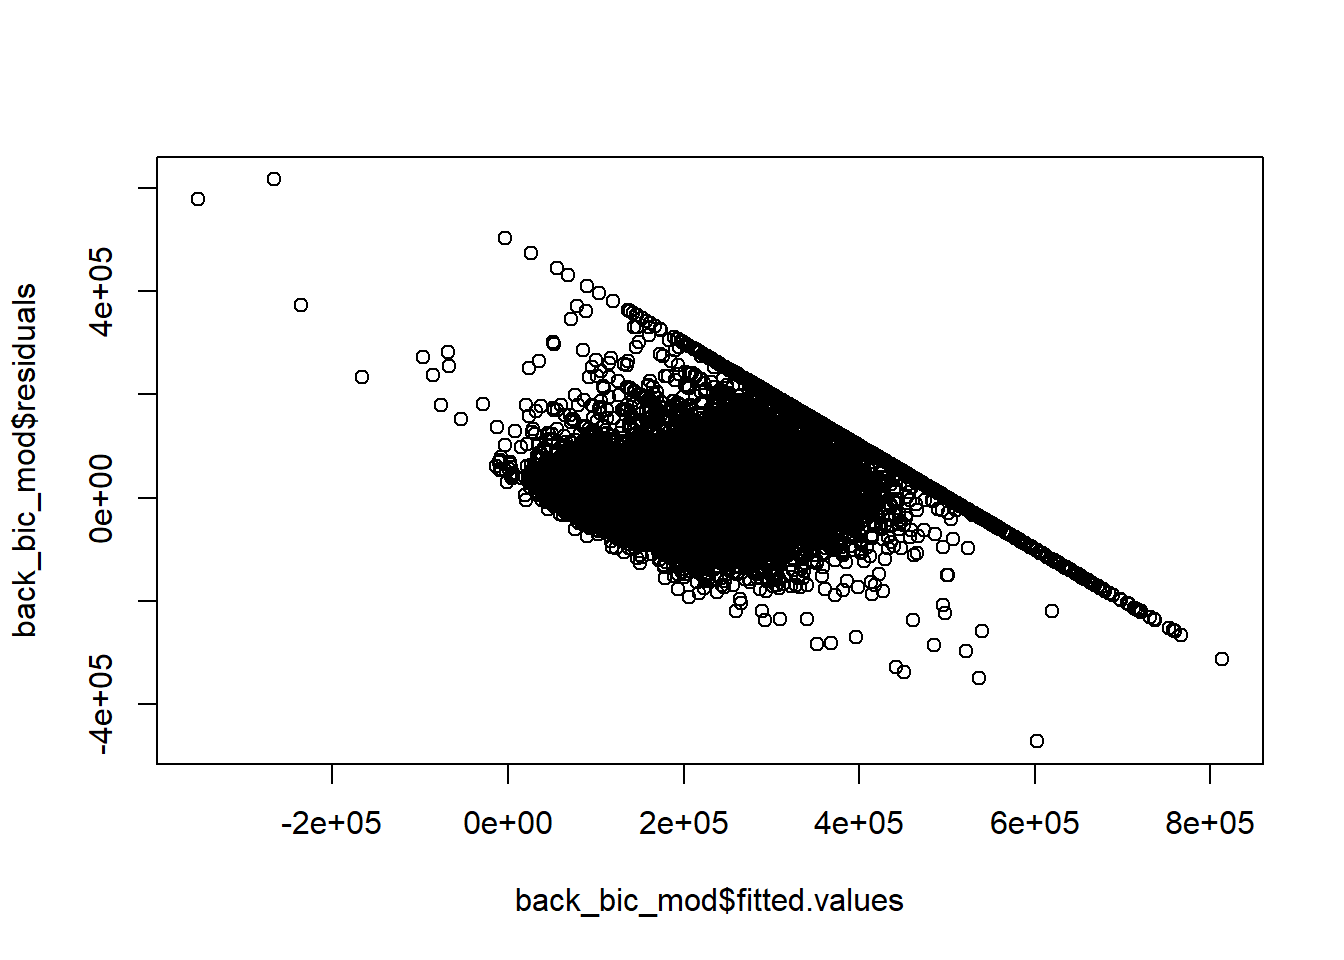 back_bic_mod$residuals
4e+05
0e+00
-4e+05
-2e+05 0e+00 2e+05 4e+05 6e+05 8e+05
back_bic_mod$fitted.values